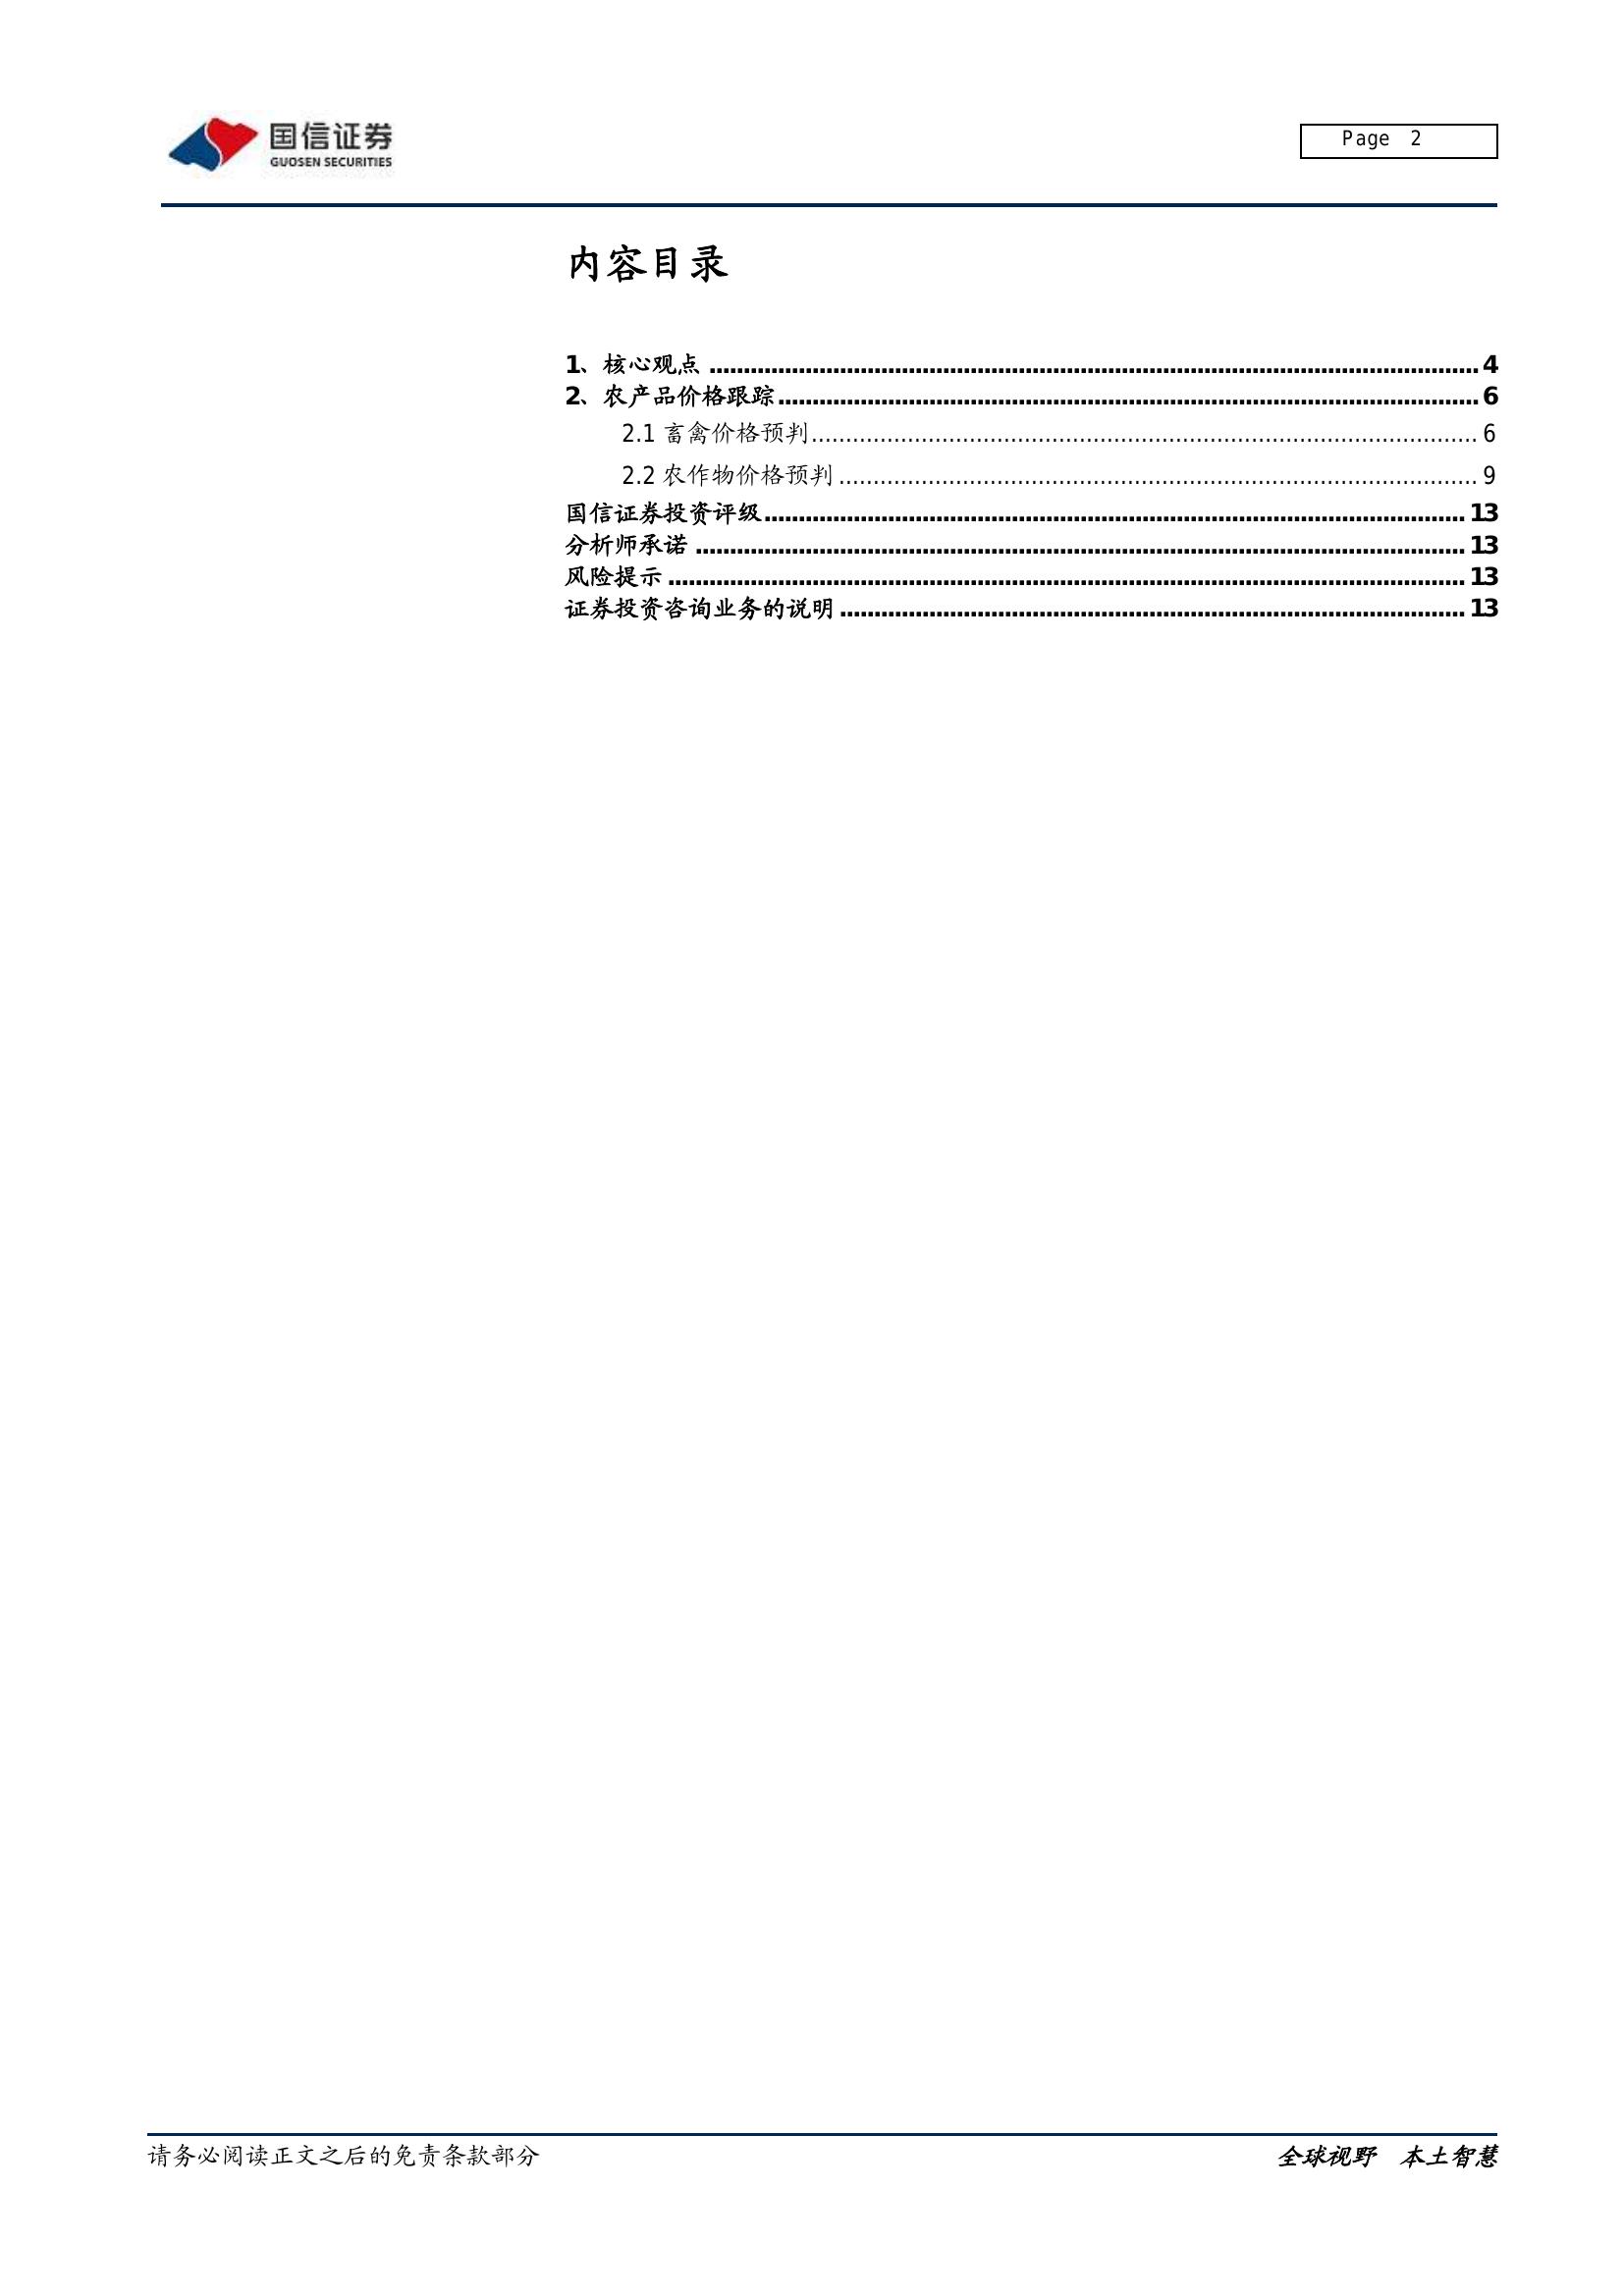 国信证券
GUOSEN SECURITIES
Page 2
内容目录
1、核心观点 ........................................ 4
2、农产品价格跟踪 ........................................ 6
2.1 畜禽价格预判 ........................................ 6
2.2 农作物价格预判 ........................................ 9
国信证券投资评级 ........................................ 13
分析师承诺 ........................................ 13
风险提示 ........................................ 13
证券投资咨询业务的说明 ........................................ 13
请务必阅读正文之后的免责条款部分
全球视野 本土智慧